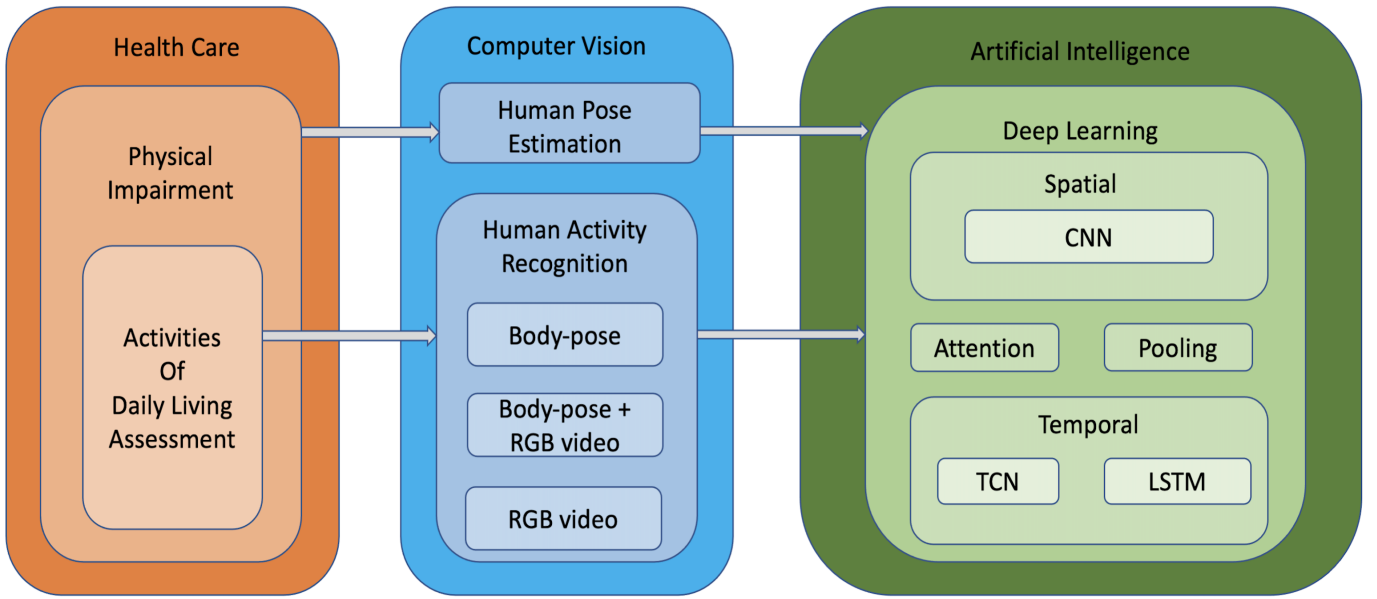 Health Care
Physical
Impairment
Activities
Of
Daily Living
Assessment
Computer Vision
Human Pose
Estimation
Human Activity
Recognition
Body-pose
Body-pose +
RGB video
RGB video
Artificial Intelligence
Deep Learning
Spatial
CNN
Attention
Pooling
Temporal
TCN
LSTM